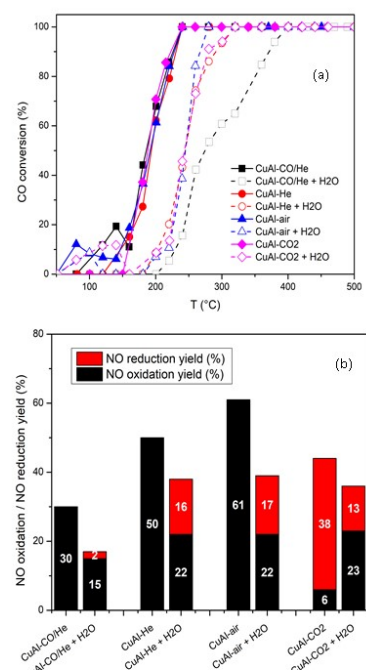 100
80
60
40
20
0
CO conversion (%)
(a)
CuAl-CO/He
CuAl-CO/He + H2O
CuAl-He
CuAl-He + H2O
CuAl-air
CuAl-air + H2O
CuAl-CO2
CuAl-CO2 + H2O
100 200 300 400 500
T (°C)
80
60
40
20
0
NO oxidation / NO reduction yield (%)
NO reduction yield (%)
NO oxidation yield (%)
(b)
30
2
15
50
16
22
61
17
22
38
6
13
23
CuAl-CO/He
Al-CO/He + H2O
CuAl-He
CuAl-He + H2O
CuAl-air
CuAl-air + H2O
CuAl-CO2
CuAl-CO2 + H2O